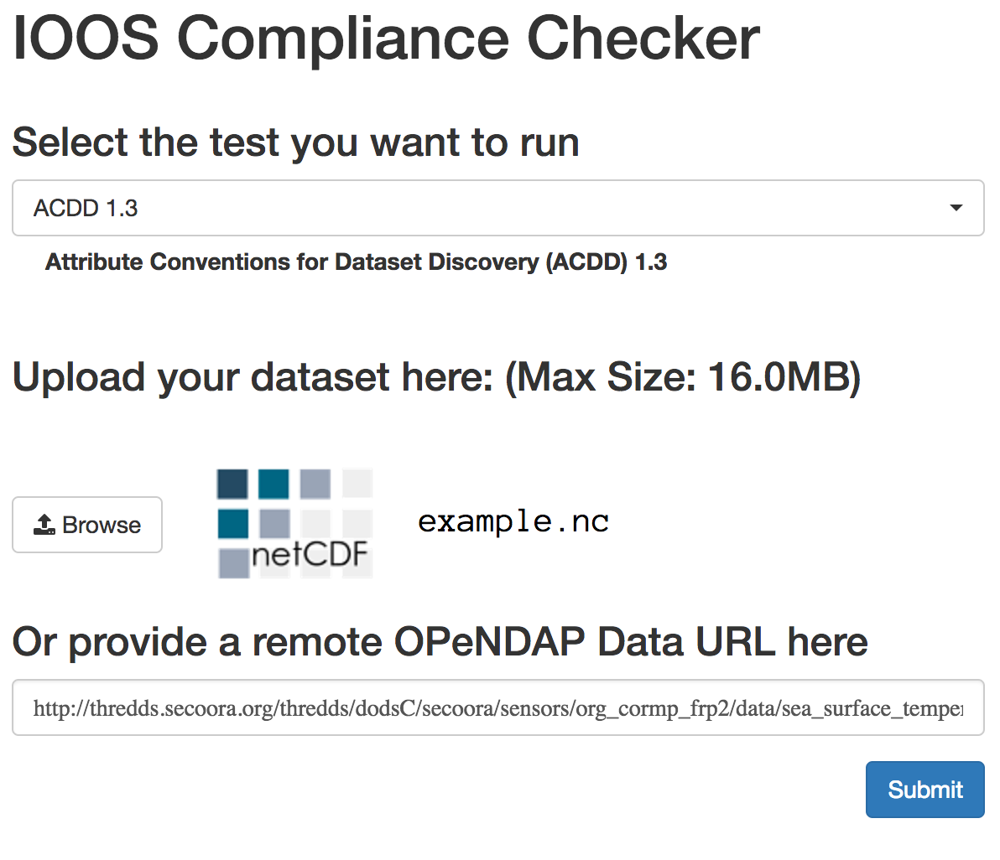 IOOS Compliance Checker
Select the test you want to run
ACDD 1.3
Attribute Conventions for Dataset Discovery (ACDD) 1.3
Upload your dataset here: (Max Size: 16.0MB)
Browse
netCDF
example.nc
Or provide a remote OPeNDAP Data URL here
http://thredds.secoora.org/thredds/dodsC/secoora/sensors/org_cormp_frp2/data/sea_surface_temper
Submit